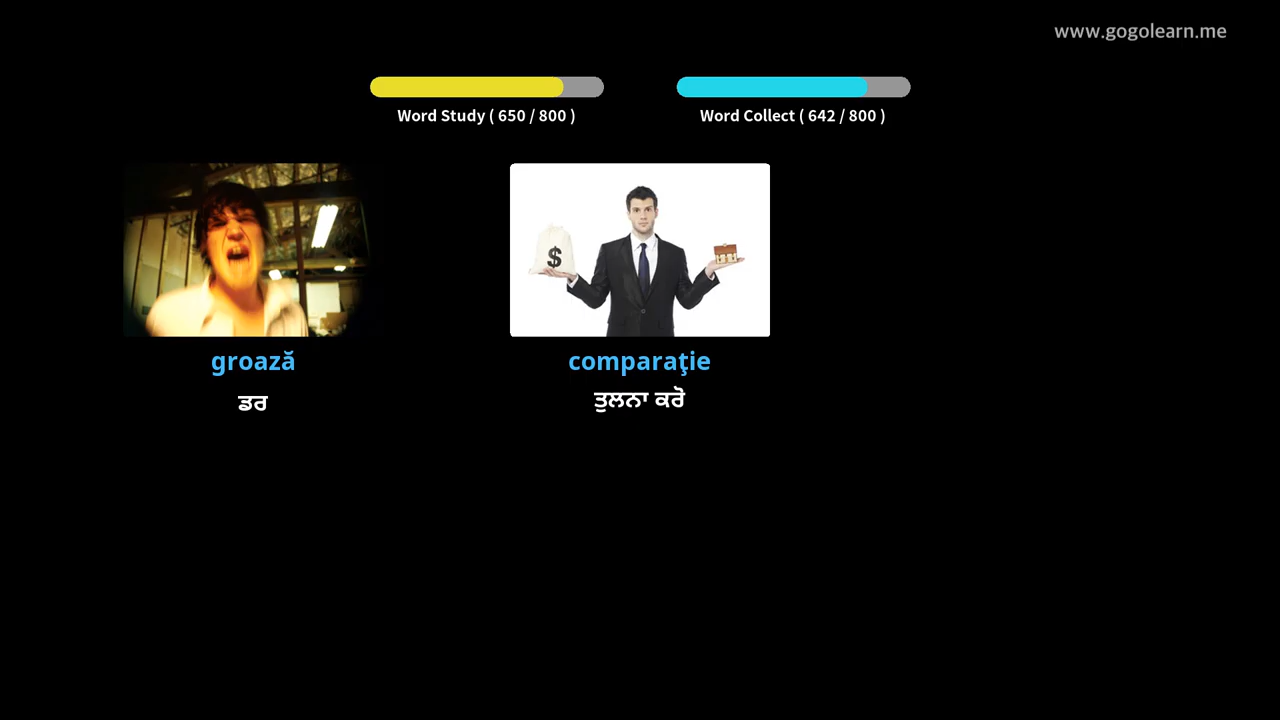 www.gogolearn.me
Word Study ( 650 / 800 )
Word Collect ( 642 / 800 )
groază
ਡਰ
$
comparaţie
ਤੁਲਨਾ ਕਰੋ